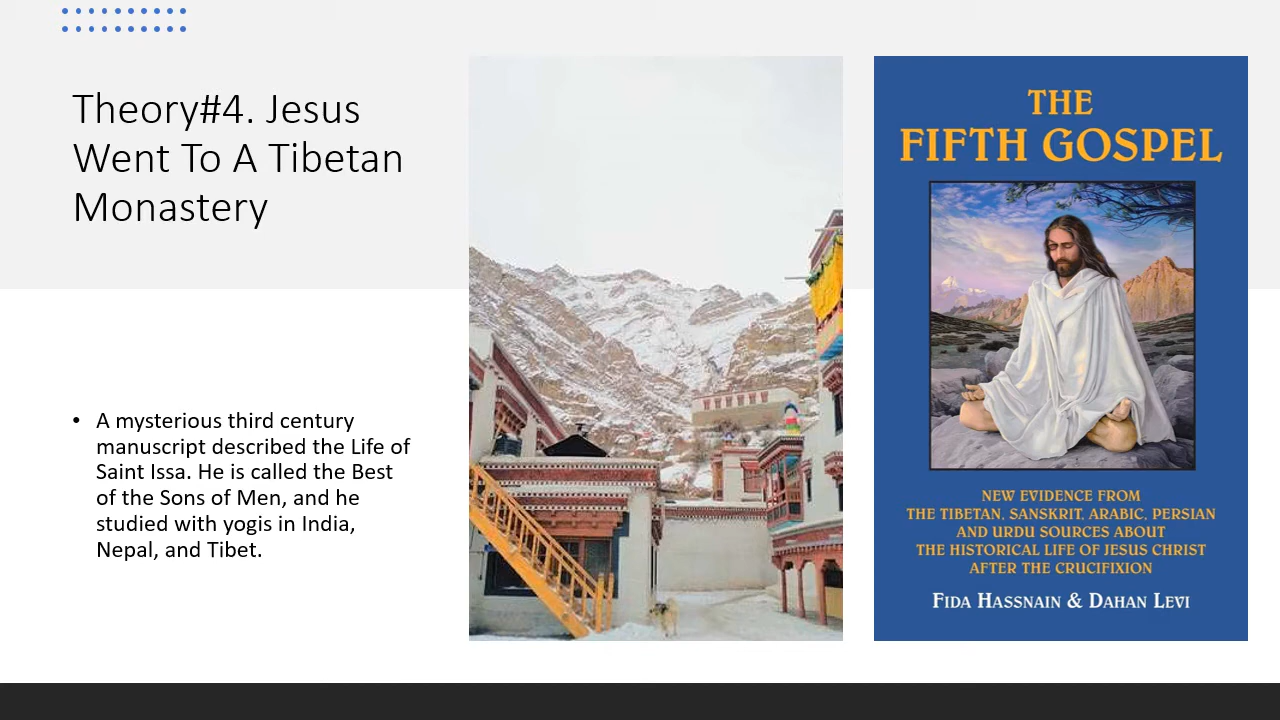 Theory#4. Jesus
Went To A Tibetan
Monastery
• A mysterious third century
manuscript described the Life of
Saint Issa. He is called the Best
of the Sons of Men, and he
studied with yogis in India,
Nepal, and Tibet.
THE
FIFTH GOSPEL
NEW EVIDENCE FROM
THE TIBETAN, SANSKRIT, ARABIC, PERSIAN
AND URDU SOURCES ABOUT
THE HISTORICAL LIFE OF JESUS CHRIST
AFTER THE CRUCIFIXION
FIDA HASSNAIN & DAHAN LEVI